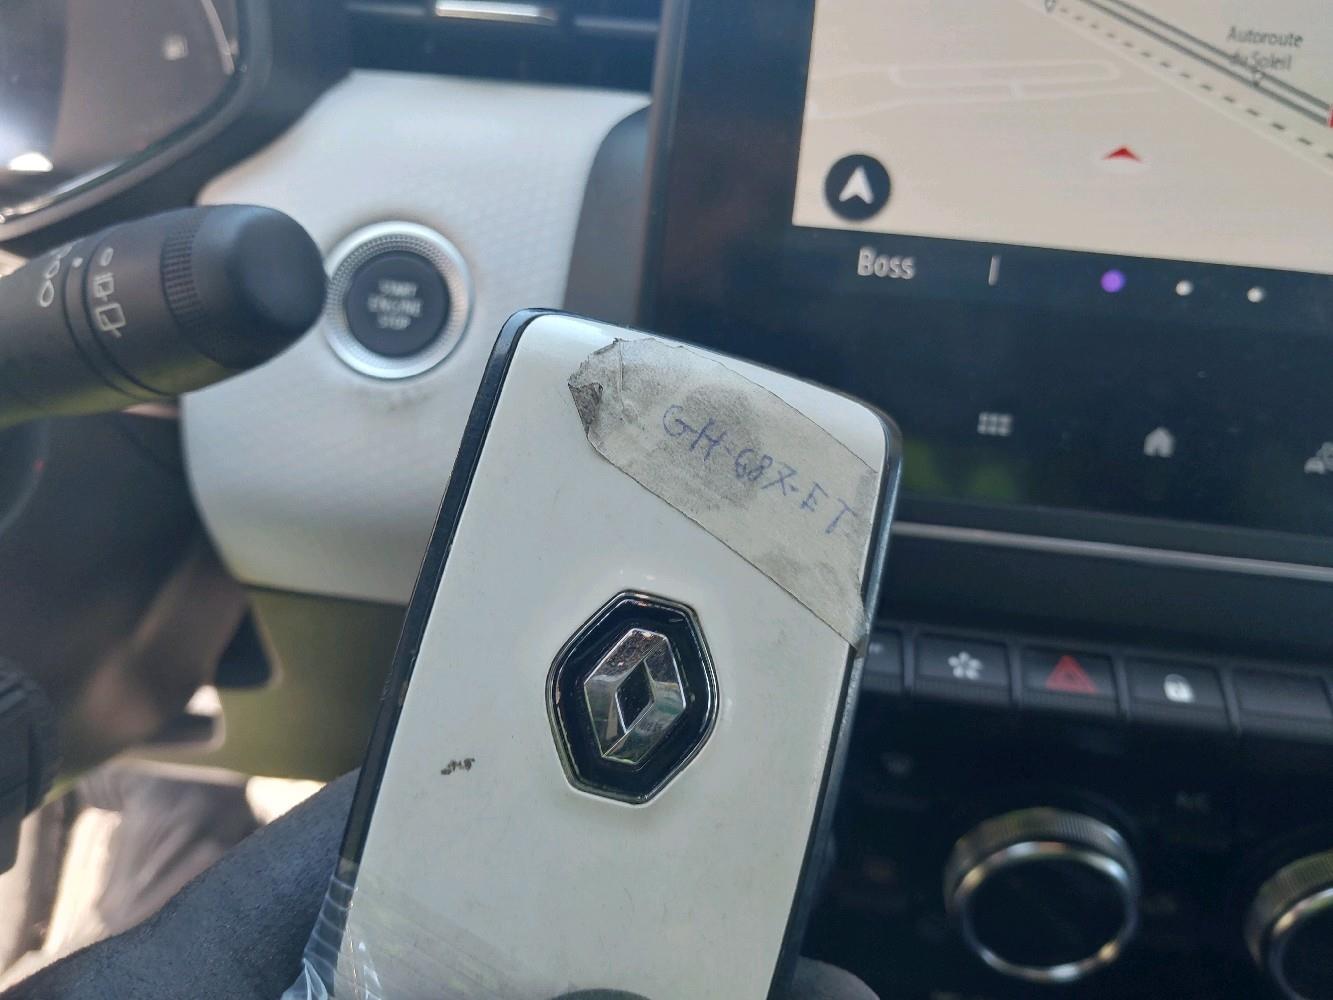 Autoroute
du Soleil
Boss
START
ENGINE
STOP
GH-687-ET
A/C